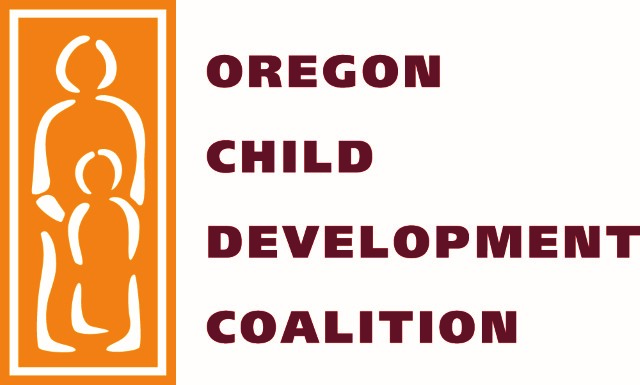 OREGON
CHILD
DEVELOPMENT
COALITION